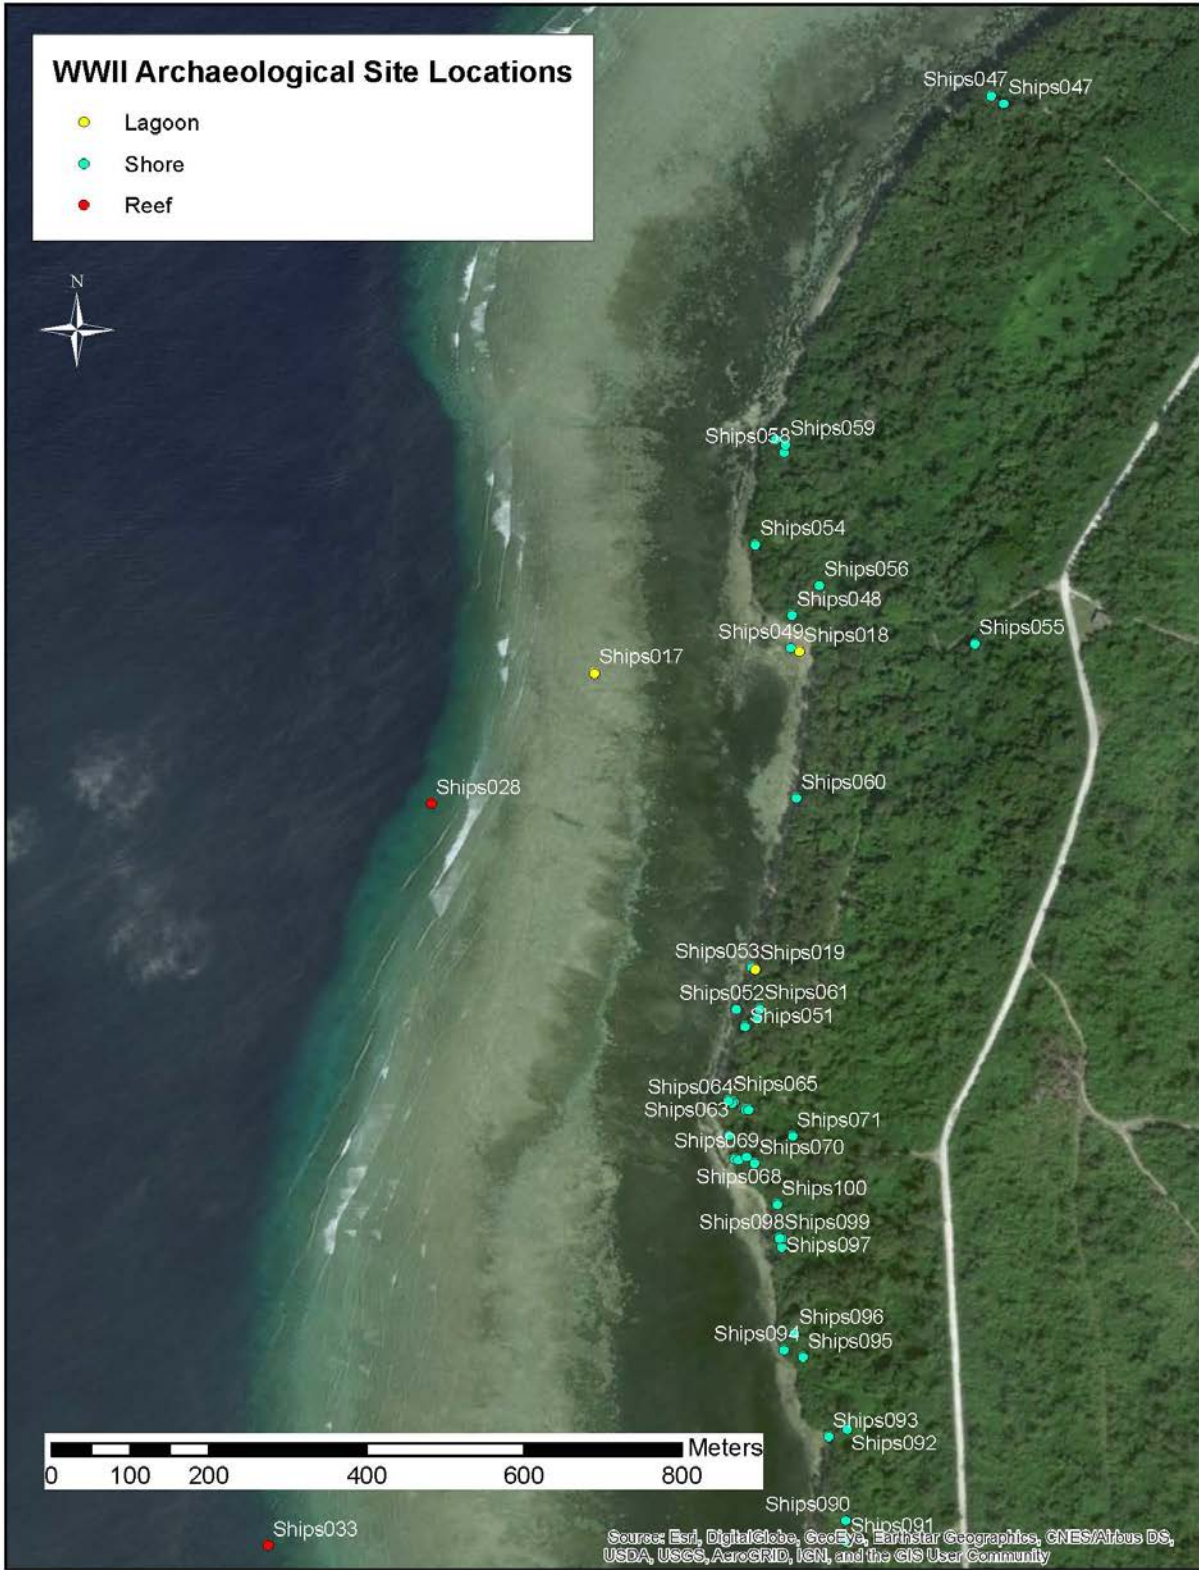 WWII Archaeological Site Locations
Lagoon
Shore
Reef
N
Ships047 Ships047
Ships059
Ships058
Ships054
Ships056
Ships048
Ships049 Ships018
Ships055
Ships017
Ships028
Ships060
Ships053 Ships019
Ships052 Ships061
Ships051
Ships064 Ships065
Ships063
Ships071
Ships069 Ships070
Ships068
Ships100
Ships098 Ships099
Ships097
Ships096
Ships094 Ships095
Ships093
Ships092
Meters
0 100 200 400 600 800
Ships090
Ships091
Ships033
Source: Esri, DigitalGlobe, GeoEye, Earthstar Geographics, CNES/Airbus DS,
USDA, USGS, AeroGRID, IGN, and the GIS User Community